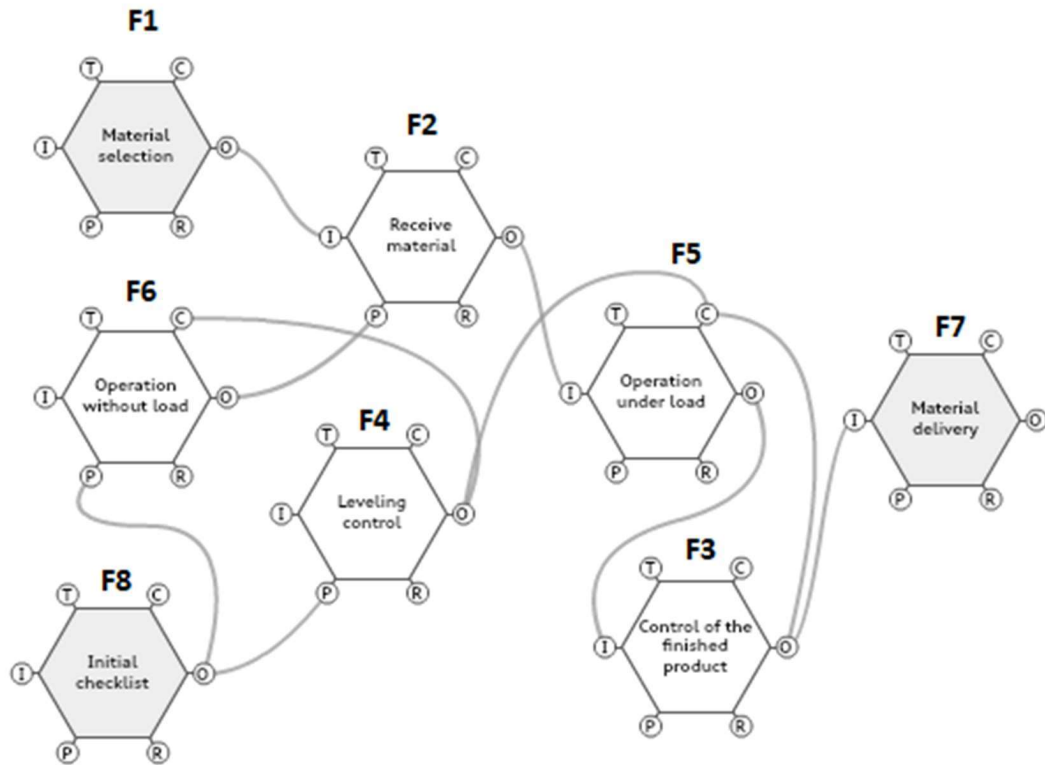 F1
T
C
I
Material
selection
O
P
R
F2
T
C
I
Receive
material
O
P
R
F6
T
C
I
Operation
without load
O
P
R
F5
T
C
I
Operation
under load
O
P
R
F7
T
C
I
Material
delivery
O
P
R
F4
T
C
I
Leveling
control
O
P
R
F8
T
C
I
Initial
checklist
O
P
R
F3
T
C
I
Control of the
finished
product
O
P
R